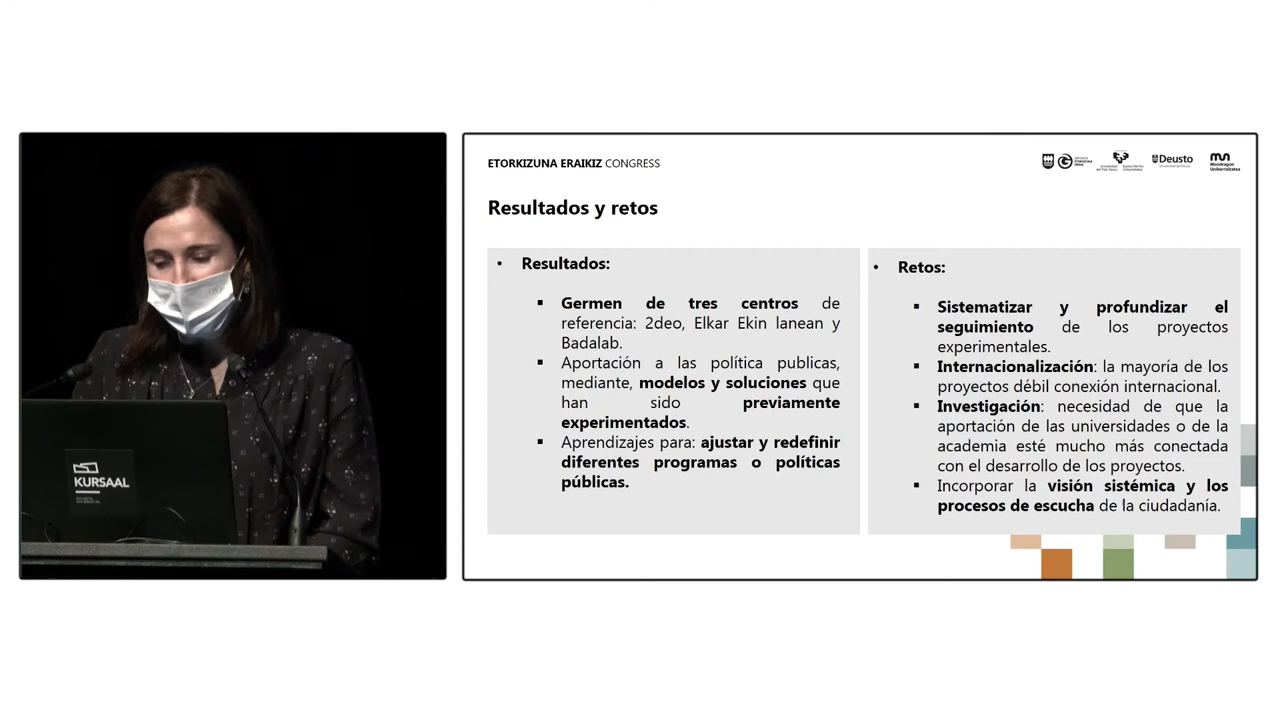 KURSAAL
ETORKIZUNA ERAIKIZ CONGRESS
Deusto
Mondragon
Unibertsitatea
Resultados y retos
• Resultados:
▪ Germen de tres centros de
referencia: 2deo, Elkar Ekin lanean y
Badalab.
▪ Aportación a las política publicas,
mediante, modelos y soluciones que
han sido previamente
experimentados.
▪ Aprendizajes para: ajustar y redefinir
diferentes programas o políticas
públicas.
• Retos:
▪ Sistematizar y profundizar el
seguimiento de los proyectos
experimentales.
▪ Internacionalización: la mayoría de los
proyectos débil conexión internacional.
▪ Investigación: necesidad de que la
aportación de las universidades o de la
academia esté mucho más conectada
con el desarrollo de los proyectos.
▪ Incorporar la visión sistémica y los
procesos de escucha de la ciudadanía.